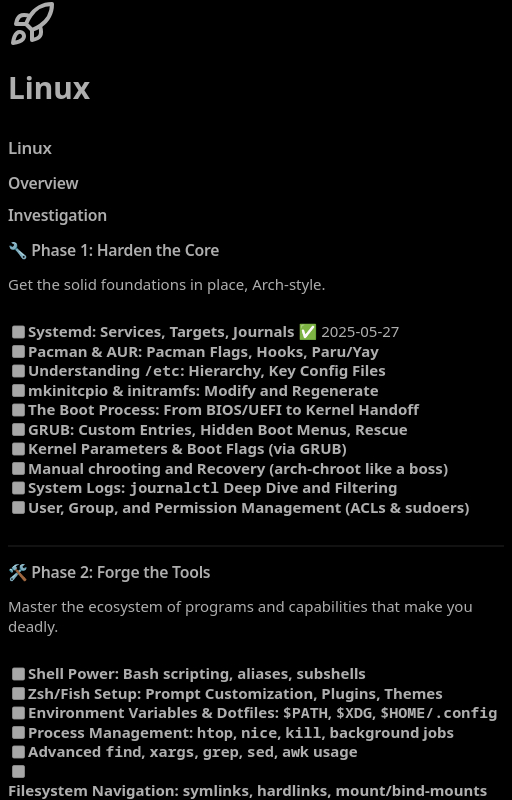 Linux
Linux
Overview
Investigation
🔧 Phase 1: Harden the Core
Get the solid foundations in place, Arch-style.
Systemd: Services, Targets, Journals ✅ 2025-05-27
Pacman & AUR: Pacman Flags, Hooks, Paru/Yay
Understanding /etc: Hierarchy, Key Config Files
mkinitcpio & initramfs: Modify and Regenerate
The Boot Process: From BIOS/UEFI to Kernel Handoff
GRUB: Custom Entries, Hidden Boot Menus, Rescue
Kernel Parameters & Boot Flags (via GRUB)
Manual chrooting and Recovery (arch-chroot like a boss)
System Logs: journalctl Deep Dive and Filtering
User, Group, and Permission Management (ACLs & sudoers)
🛠️ Phase 2: Forge the Tools
Master the ecosystem of programs and capabilities that make you
deadly.
Shell Power: Bash scripting, aliases, subshells
Zsh/Fish Setup: Prompt Customization, Plugins, Themes
Environment Variables & Dotfiles: $PATH, $XDG, $HOME/.config
Process Management: htop, nice, kill, background jobs
Advanced find, xargs, grep, sed, awk usage
Filesystem Navigation: symlinks, hardlinks, mount/bind-mounts